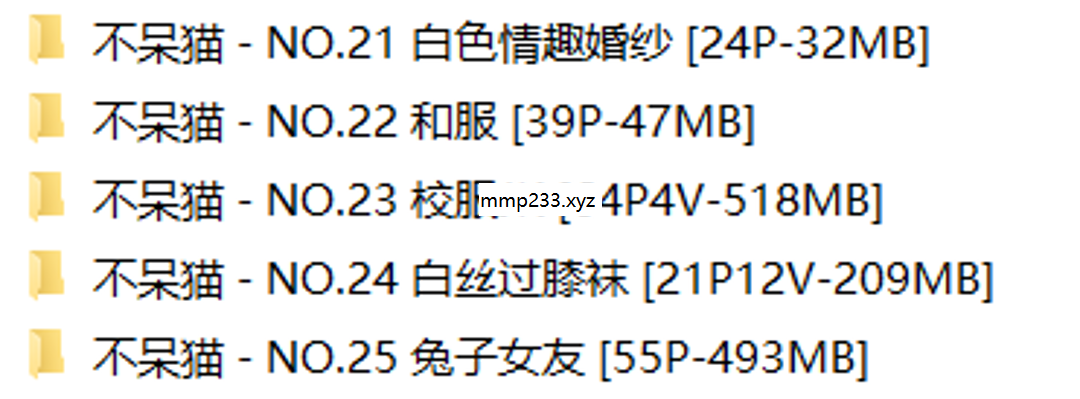 不呆猫 - NO.21 白色情趣婚纱 [24P-32MB]
不呆猫 - NO.22 和服 [39P-47MB]
不呆猫 - NO.23 校服 mmp233.xyz 4P4V-518MB]
不呆猫 - NO.24 白丝过膝袜 [21P12V-209MB]
不呆猫 - NO.25 兔子女友 [55P-493MB]